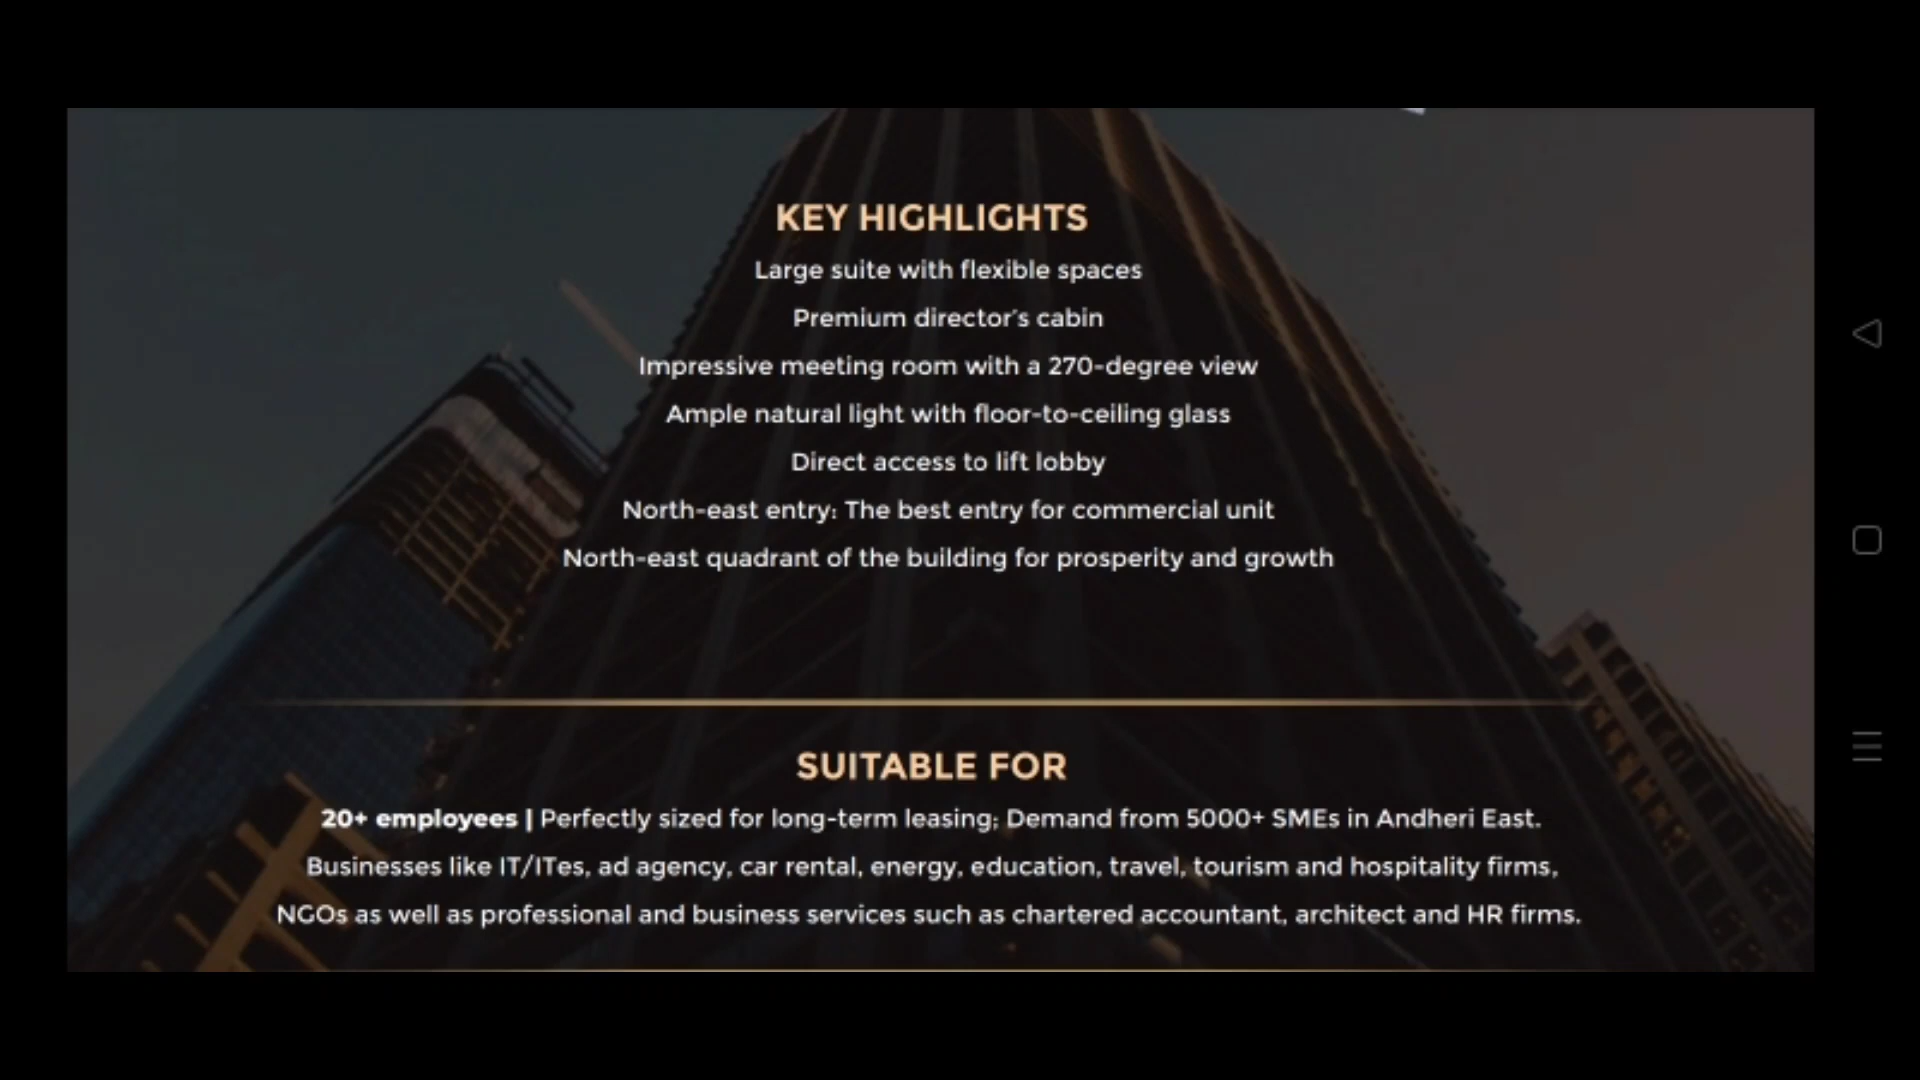 KEY HIGHLIGHTS
Large suite with flexible spaces
Premium director's cabin
Impressive meeting room with a 270-degree view
Ample natural light with floor-to-ceiling glass
Direct access to lift lobby
North-east entry: The best entry for commercial unit
North-east quadrant of the building for prosperity and growth
SUITABLE FOR
20+ employees | Perfectly sized for long-term leasing; Demand from 5000+ SMEs in Andheri East.
Businesses like IT/ITes, ad agency, car rental, energy, education, travel, tourism and hospitality firms,
NGOs as well as professional and business services such as chartered accountant, architect and HR firms.